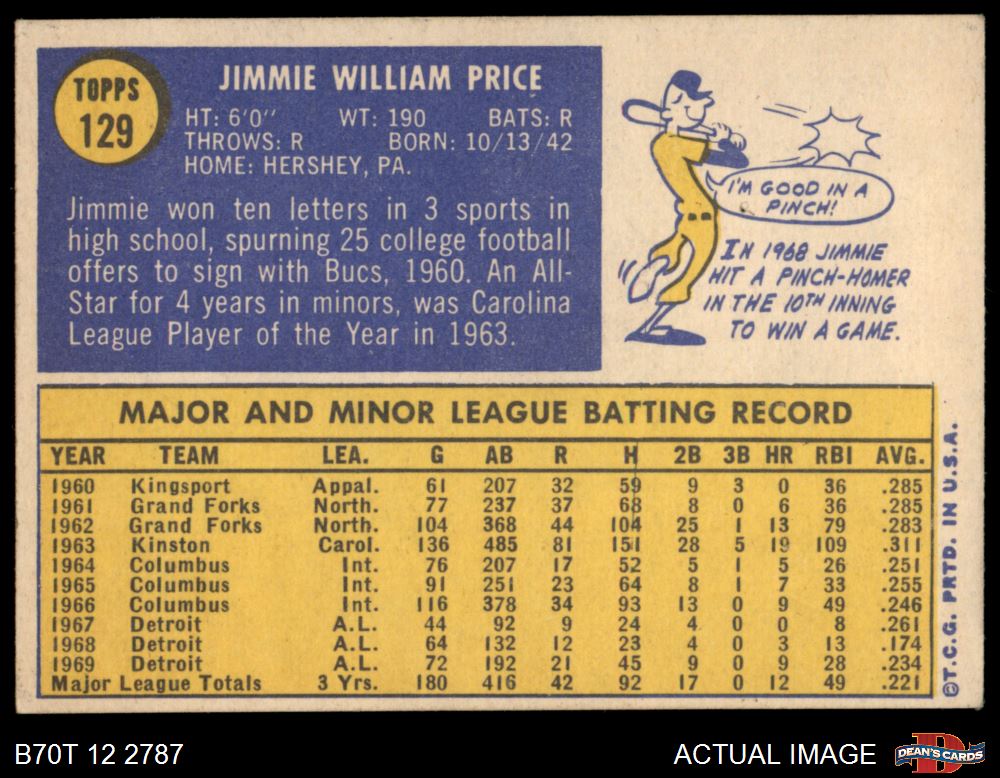 TOPPS
129
JIMMIE WILLIAM PRICE
HT: 6'0" WT: 190 BATS: R
THROWS: R BORN: 10/13/42
HOME: HERSHEY, PA.
Jimmie won ten letters in 3 sports in
high school, spurning 25 college football
offers to sign with Bucs, 1960. An All-
Star for 4 years in minors, was Carolina
League Player of the Year in 1963.
I'M GOOD IN A
PINCH!
IN 1968 JIMMIE
HIT A PINCH-HOMER
IN THE 10TH INNING
TO WIN A GAME.
MAJOR AND MINOR LEAGUE BATTING RECORD
YEAR TEAM LEA. G AB R H 2B 3B HR RBI AVG.
1960 Kingsport Appal. 61 207 32 59 9 3 0 36 .285
1961 Grand Forks North. 77 237 37 68 8 0 6 36 .285
1962 Grand Forks North. 104 368 44 104 25 1 13 79 .283
1963 Kinston Carol. 136 485 81 151 28 5 19 109 .311
1964 Columbus Int. 76 207 17 52 5 1 5 26 .251
1965 Columbus Int. 91 251 23 64 8 1 7 33 .255
1966 Columbus Int. 116 378 34 93 13 0 9 49 .246
1967 Detroit A.L. 44 92 9 24 4 0 0 8 .261
1968 Detroit A.L. 64 132 12 23 4 0 3 13 .174
1969 Detroit A.L. 72 192 21 45 9 0 9 28 .234
Major League Totals 3 Yrs. 180 416 42 92 17 0 12 49 .221
©T.C.G. PRTD. IN U.S.A.
B70T 12 2787
ACTUAL IMAGE
DEAN'S CARDS